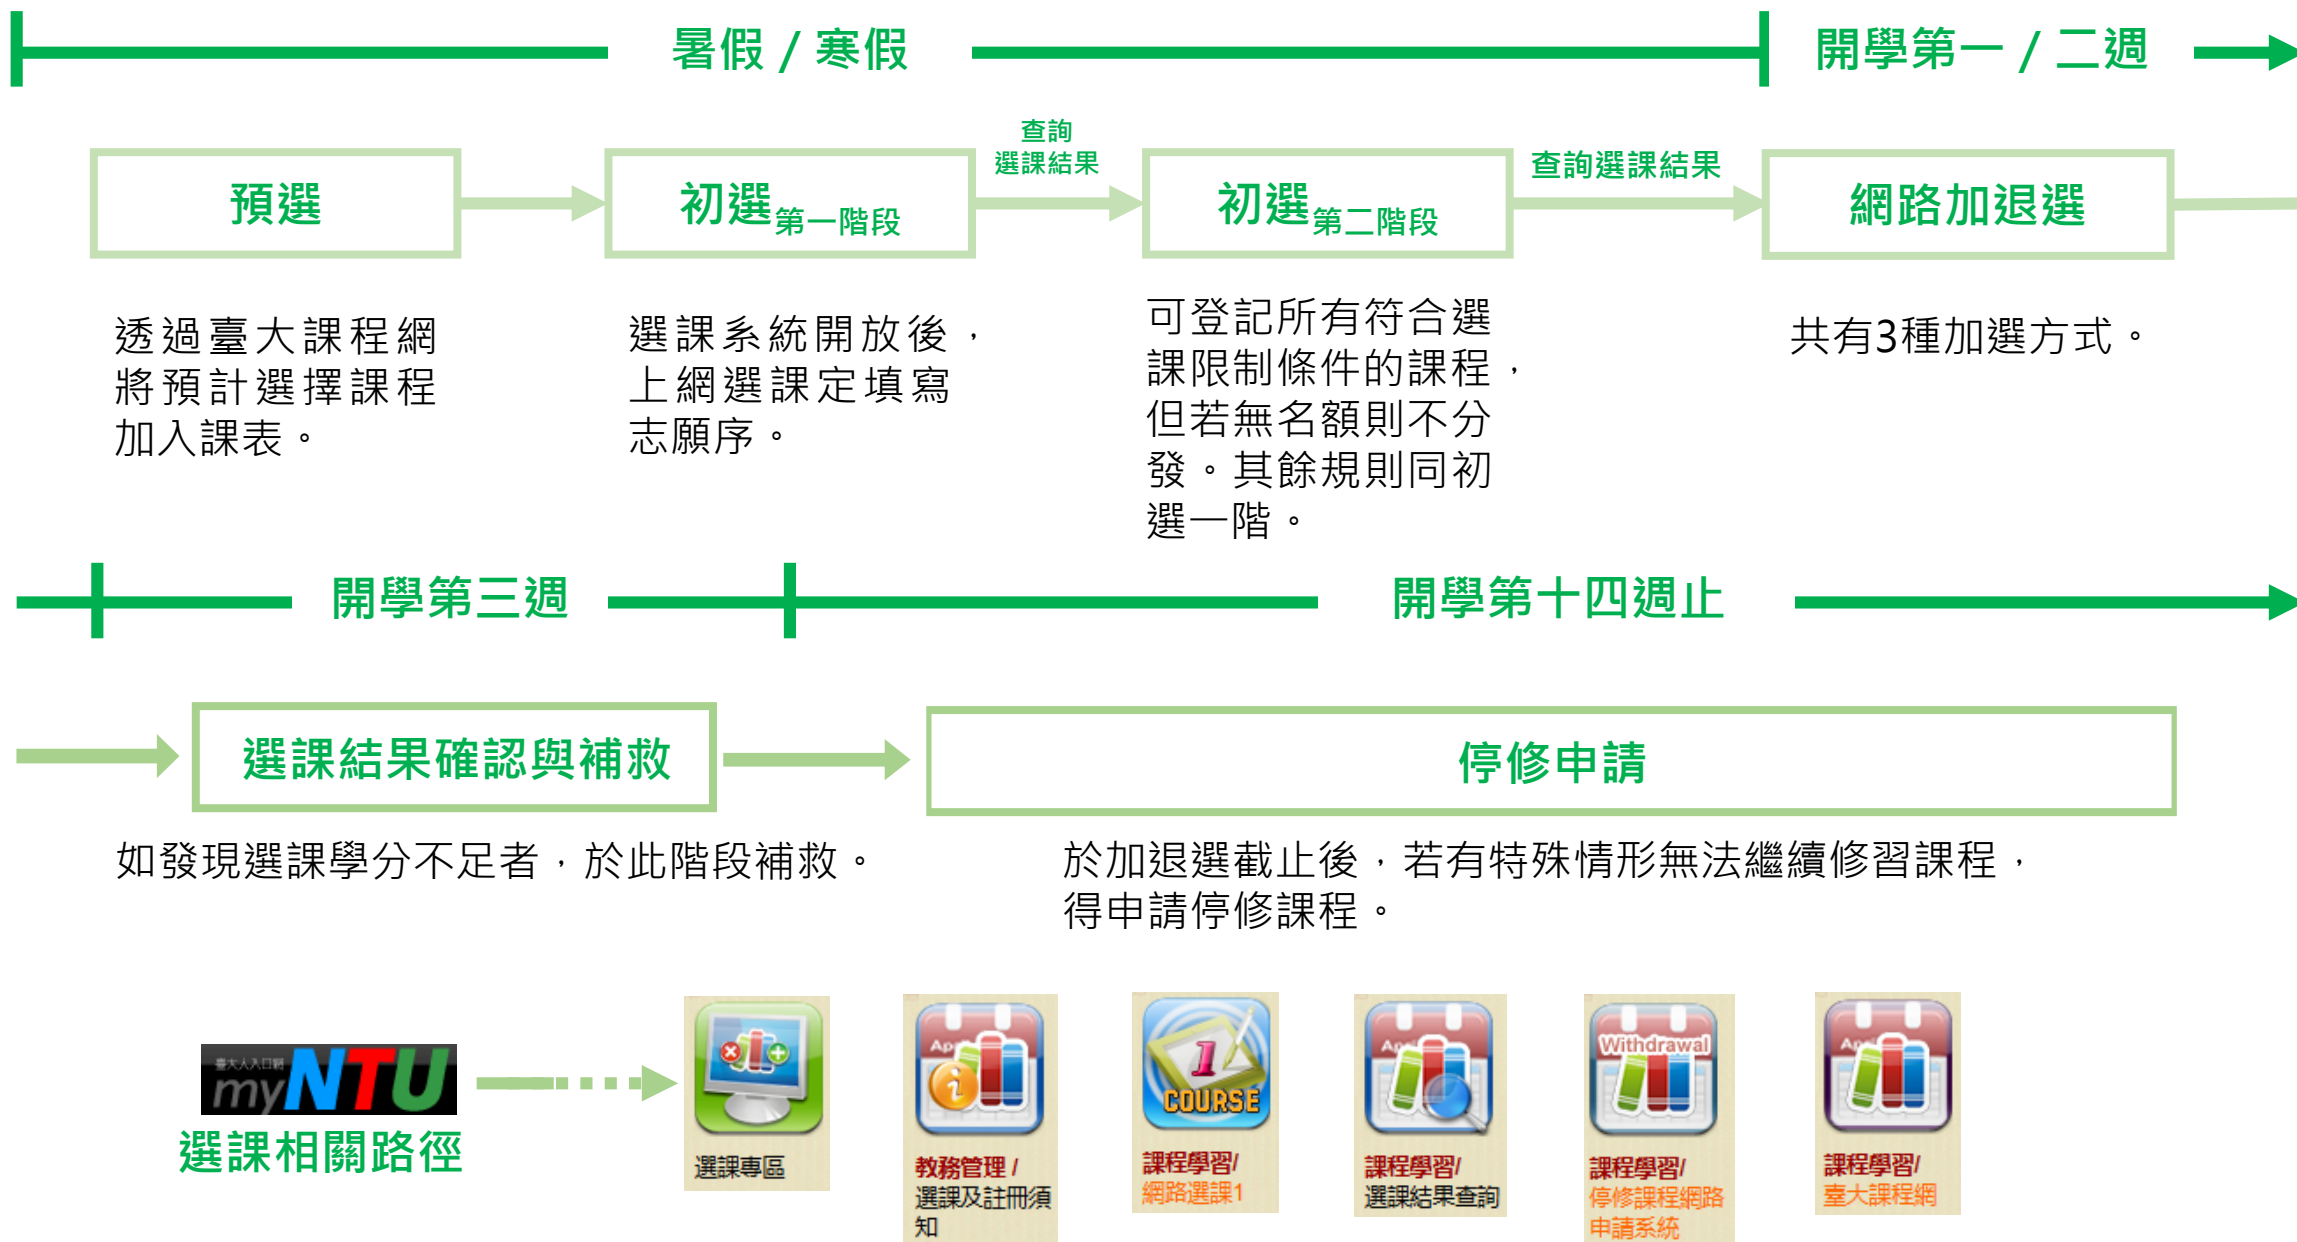 暑假 / 寒假
開學第一 / 二週
預選
初選第一階段
查詢
選課結果
初選第二階段
查詢選課結果
網路加退選
透過臺大課程網
將預計選擇課程
加入課表。
選課系統開放後，
上網選課定填寫
志願序。
可登記所有符合選
課限制條件的課程，
但若無名額則不分
發。其餘規則同初
選一階。
共有3種加選方式。
開學第三週
開學第十四週止
選課結果確認與補救
停修申請
如發現選課學分不足者，於此階段補救。
於加退選截止後，若有特殊情形無法繼續修習課程，
得申請停修課程。
臺大人入口網
myNTU
選課相關路徑
選課專區
Ap
i
教務管理 /
選課及註冊須
知
1
COURSE
課程學習/
網路選課1
Ap
課程學習/
選課結果查詢
Withdrawal
課程學習/
停修課程網路
申請系統
Ap
課程學習/
臺大課程網